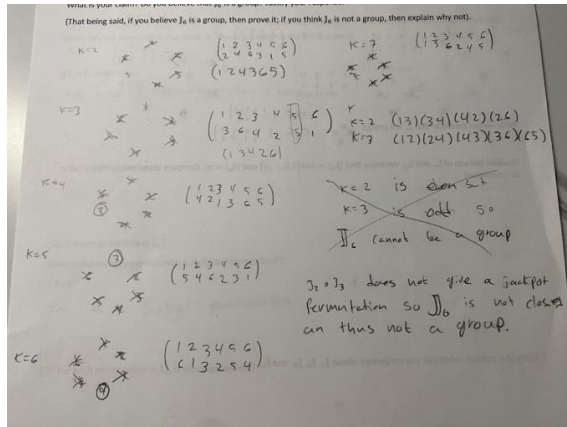 (That being said, if you believe J₆ is a group, then prove it; if you think J₆ is not a group, then explain why not).
K=2
(1 2 3 4 5 6)
(2 4 6 3 1 5)
(124365)
K=7
(1 2 3 4 5 6)
(1 3 6 2 4 5)
K=3
(1 2 3 4 5 6)
(3 6 4 2 5 1)
(13426)
K=2 (13)(34)(42)(26)
K=3 (12)(24)(43)(36)(65)
K=4
(1 2 3 4 5 6)
(4 2 1 3 6 5)
5
K=2 is even but
K=3 is odd so
J₆ cannot be a group
K=5
3
(1 2 3 4 5 6)
(5 4 6 2 3 1)
J₂ o J₃ does not give a jackpot
Permutation so J₆ is not closed
an thus not a group.
K=6
4
(1 2 3 4 5 6)
(6 1 3 2 5 4)